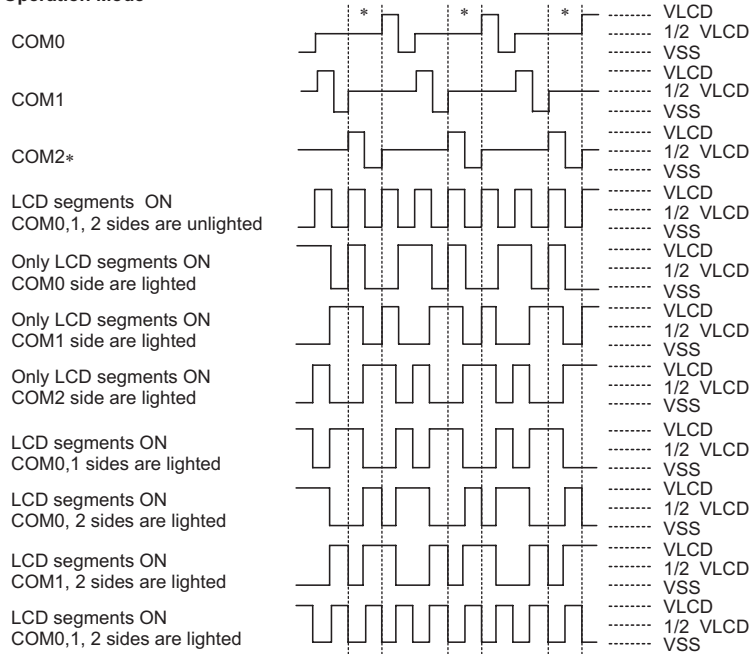 Operation Mode
* * *
COM0
VLCD
1/2 VLCD
VSS
COM1
VLCD
1/2 VLCD
VSS
COM2*
VLCD
1/2 VLCD
VSS
LCD segments ON
COM0,1, 2 sides are unlighted
VLCD
1/2 VLCD
VSS
Only LCD segments ON
COM0 side are lighted
VLCD
1/2 VLCD
VSS
Only LCD segments ON
COM1 side are lighted
VLCD
1/2 VLCD
VSS
Only LCD segments ON
COM2 side are lighted
VLCD
1/2 VLCD
VSS
LCD segments ON
COM0,1 sides are lighted
VLCD
1/2 VLCD
VSS
LCD segments ON
COM0, 2 sides are lighted
VLCD
1/2 VLCD
VSS
LCD segments ON
COM1, 2 sides are lighted
VLCD
1/2 VLCD
VSS
LCD segments ON
COM0,1, 2 sides are lighted
VLCD
1/2 VLCD
VSS